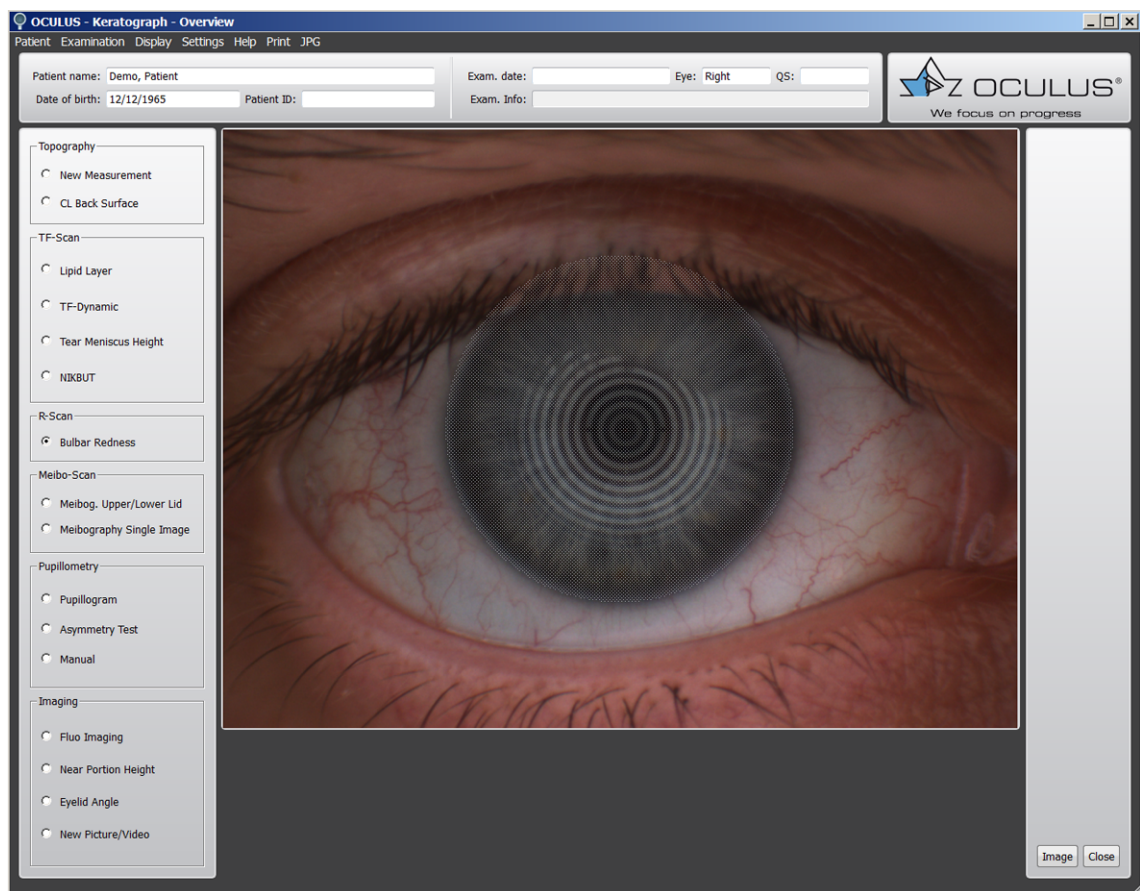 OCULUS - Keratograph - Overview
Patient Examination Display Settings Help Print JPG
Patient name: Demo, Patient
Date of birth: 12/12/1965 Patient ID:
Exam. date: Eye: Right QS:
Exam. Info:
OCULUS®
We focus on progress
Topography
New Measurement
CL Back Surface
TF-Scan
Lipid Layer
TF-Dynamic
Tear Meniscus Height
NIKBUT
R-Scan
Bulbar Redness
Meibo-Scan
Meibog. Upper/Lower Lid
Meibography Single Image
Pupillometry
Pupillogram
Asymmetry Test
Manual
Imaging
Fluo Imaging
Near Portion Height
Eyelid Angle
New Picture/Video
Image Close